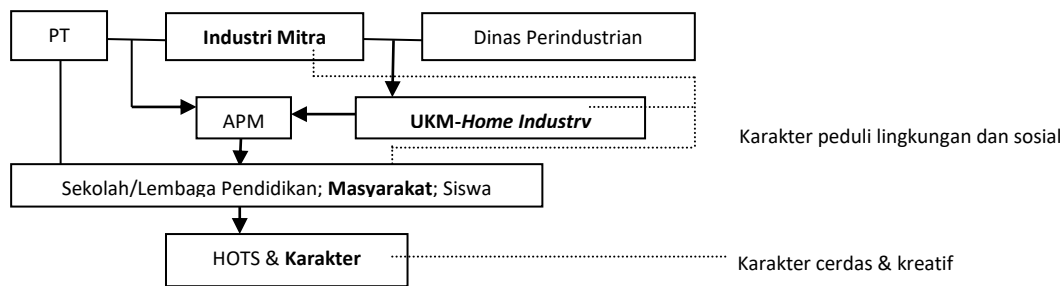 PT
Industri Mitra
Dinas Perindustrian
APM
UKM-Home Industry
Karakter peduli lingkungan dan sosial
Sekolah/Lembaga Pendidikan; Masyarakat; Siswa
HOTS & Karakter
Karakter cerdas & kreatif